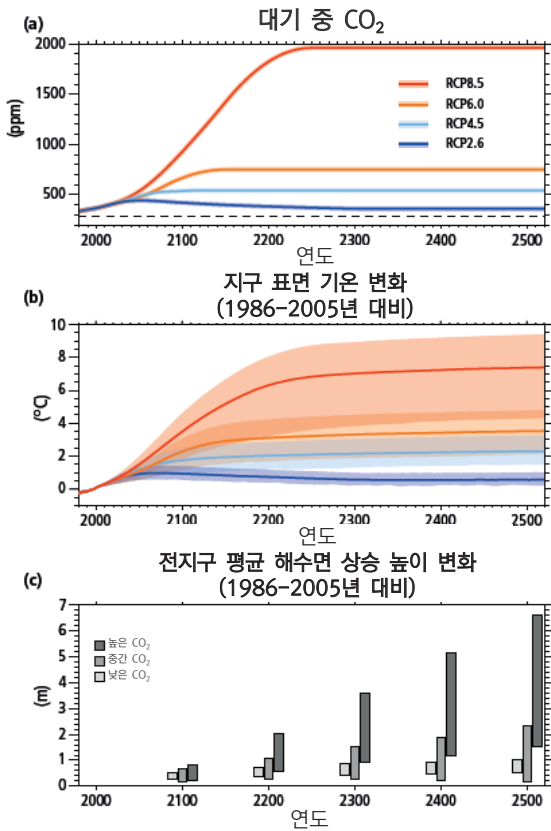 (a)
대기 중 CO₂
2000
1500
1000
500
(ppm)
RCP8.5
RCP6.0
RCP4.5
RCP2.6
2000 2100 2200 2300 2400 2500
연도
(b)
지구 표면 기온 변화
(1986-2005년 대비)
10
8
6
4
2
0
(°C)
2000 2100 2200 2300 2400 2500
연도
(c)
전지구 평균 해수면 상승 높이 변화
(1986-2005년 대비)
7
6
5
4
3
2
1
0
(m)
높은 CO₂
중간 CO₂
낮은 CO₂
2000 2100 2200 2300 2400 2500
연도